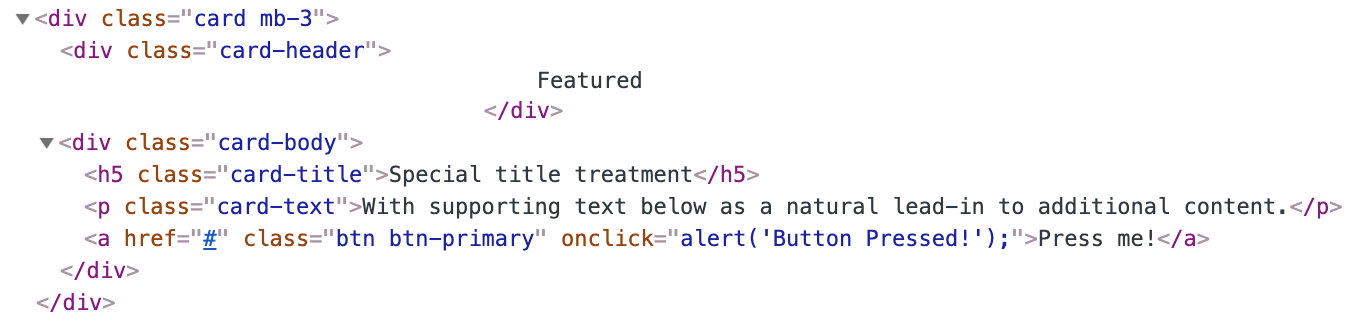 <div class="card mb-3">
<div class="card-header">
Featured
</div>
<div class="card-body">
<h5 class="card-title">Special title treatment</h5>
<p class="card-text">With supporting text below as a natural lead-in to additional content.</p>
<a href="#" class="btn btn-primary" onclick="alert('Button Pressed!');">Press me!</a>
</div>
</div>